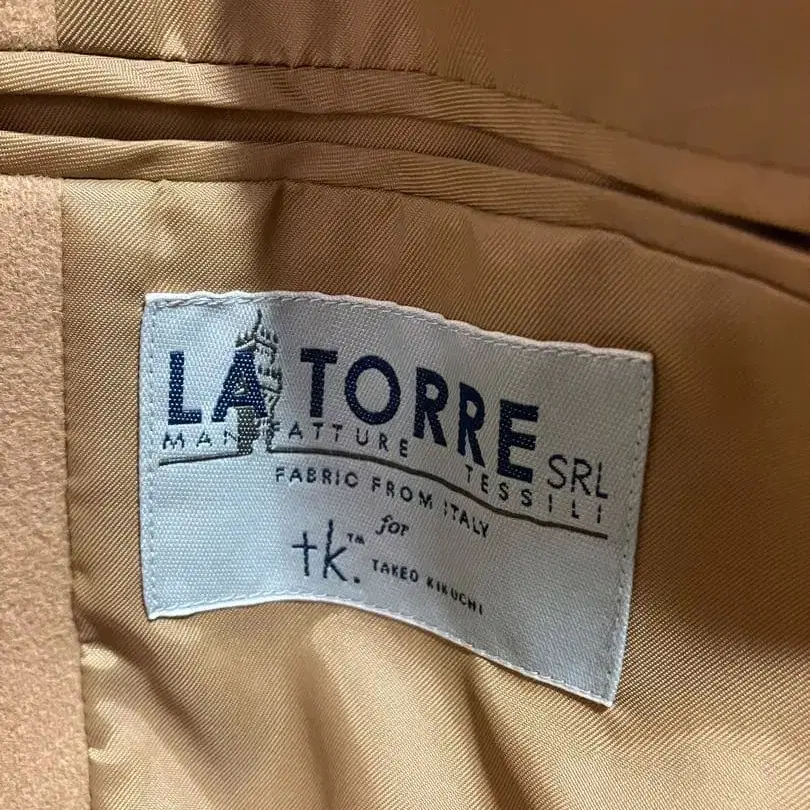 LA TORRE SRL
MANIFATTURE TESSILI
FABRIC FROM ITALY
for
tk.™ TAKEO KIKUCHI